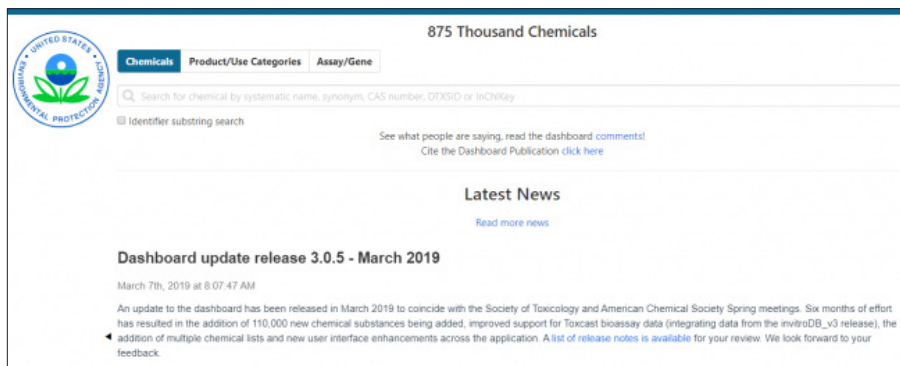 875 Thousand Chemicals
UNITED STATES
ENVIRONMENTAL PROTECTION AGENCY
Chemicals Product/Use Categories Assay/Gene
Search for chemical by systematic name, synonym, CAS number, DTXSID or InChIKey
Identifier substring search
See what people are saying, read the dashboard comments!
Cite the Dashboard Publication click here
Latest News
Read more news
Dashboard update release 3.0.5 - March 2019
March 7th, 2019 at 8:07:47 AM
An update to the dashboard has been released in March 2019 to coincide with the Society of Toxicology and American Chemical Society Spring meetings. Six months of effort
has resulted in the addition of 110,000 new chemical substances being added, improved support for Toxcast bioassay data (integrating data from the invitroDB_v3 release), the
addition of multiple chemical lists and new user interface enhancements across the application. A list of release notes is available for your review. We look forward to your
feedback.